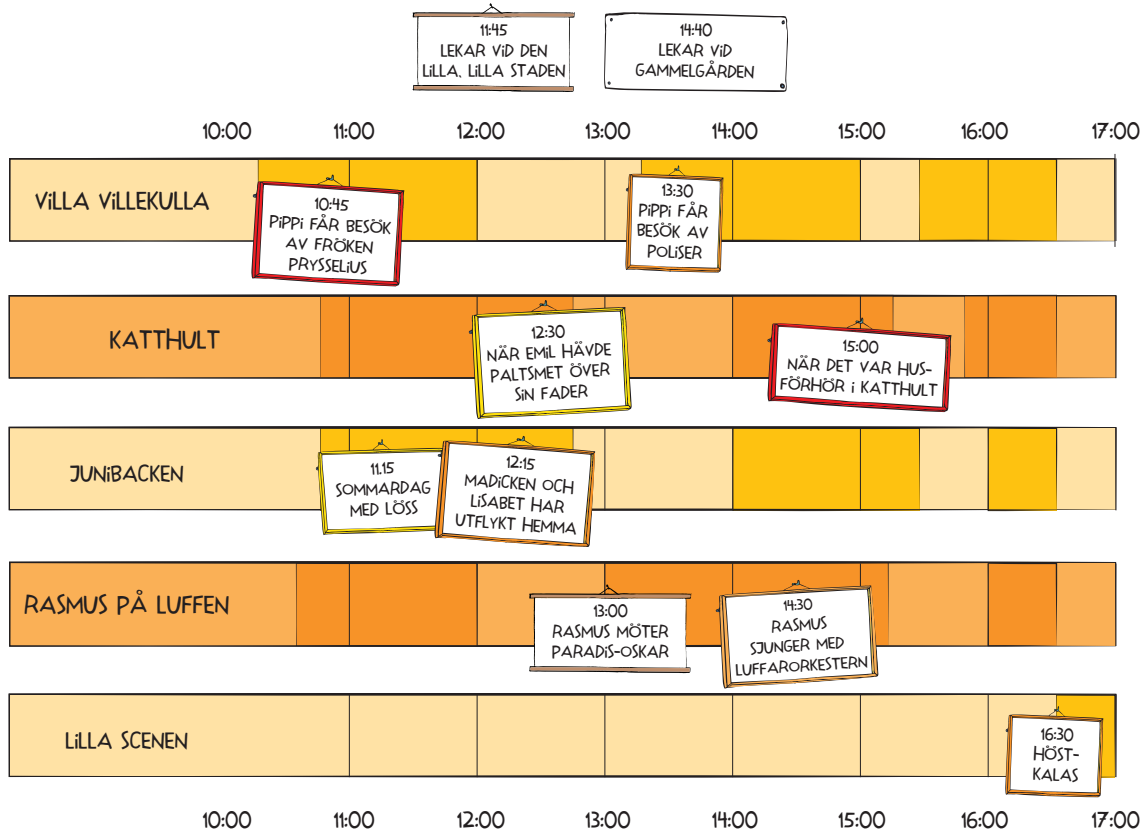 11:45
LEKAR VID DEN
LILLA, LILLA STADEN
14:40
LEKAR VID
GAMMELGÅRDEN
10:00 11:00 12:00 13:00 14:00 15:00 16:00 17:00
VILLA VILLEKULLA
10:45
PIPPI FÅR BESÖK
AV FRÖKEN
PRYSSELIUS
13:30
PIPPI FÅR
BESÖK AV
POLISER
KATTHULT
12:30
NÄR EMIL HÄVDE
PALTSMET ÖVER
SIN FADER
15:00
NÄR DET VAR HUS-
FÖRHÖR I KATTHULT
JUNIBACKEN
11.15
SOMMARDAG
MED LÖSS
12:15
MADICKEN OCH
LISABET HAR
UTFLYKT HEMMA
RASMUS PÅ LUFFEN
13:00
RASMUS MÖTER
PARADIS-OSKAR
14:30
RASMUS
SJUNGER MED
LUFFARORKESTERN
LILLA SCENEN
16:30
HÖST-
KALAS
10:00 11:00 12:00 13:00 14:00 15:00 16:00 17:00